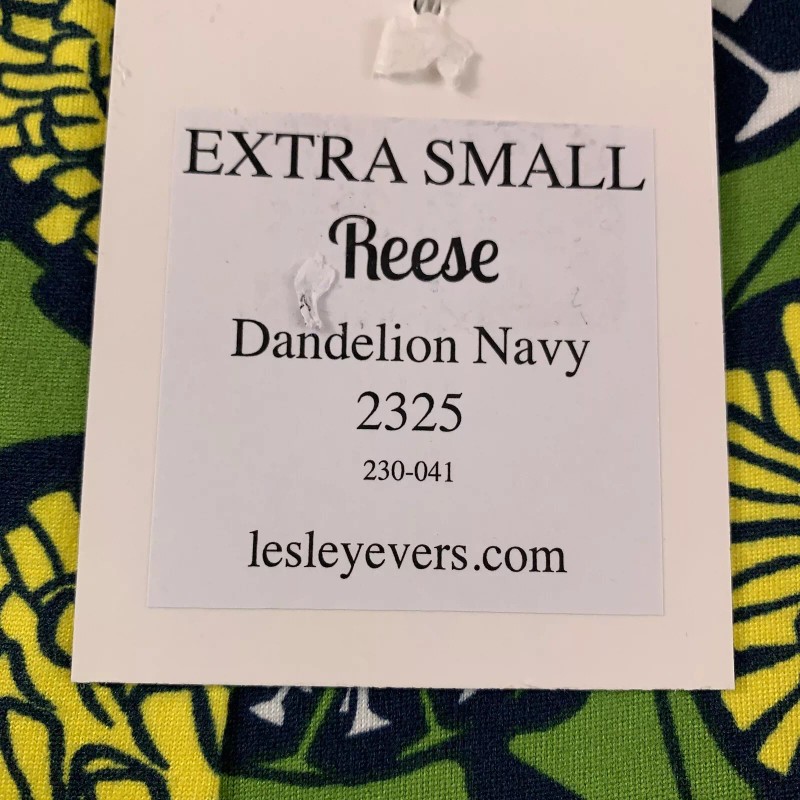 EXTRA SMALL
Reese
Dandelion Navy
2325
230-041
lesleyevers.com